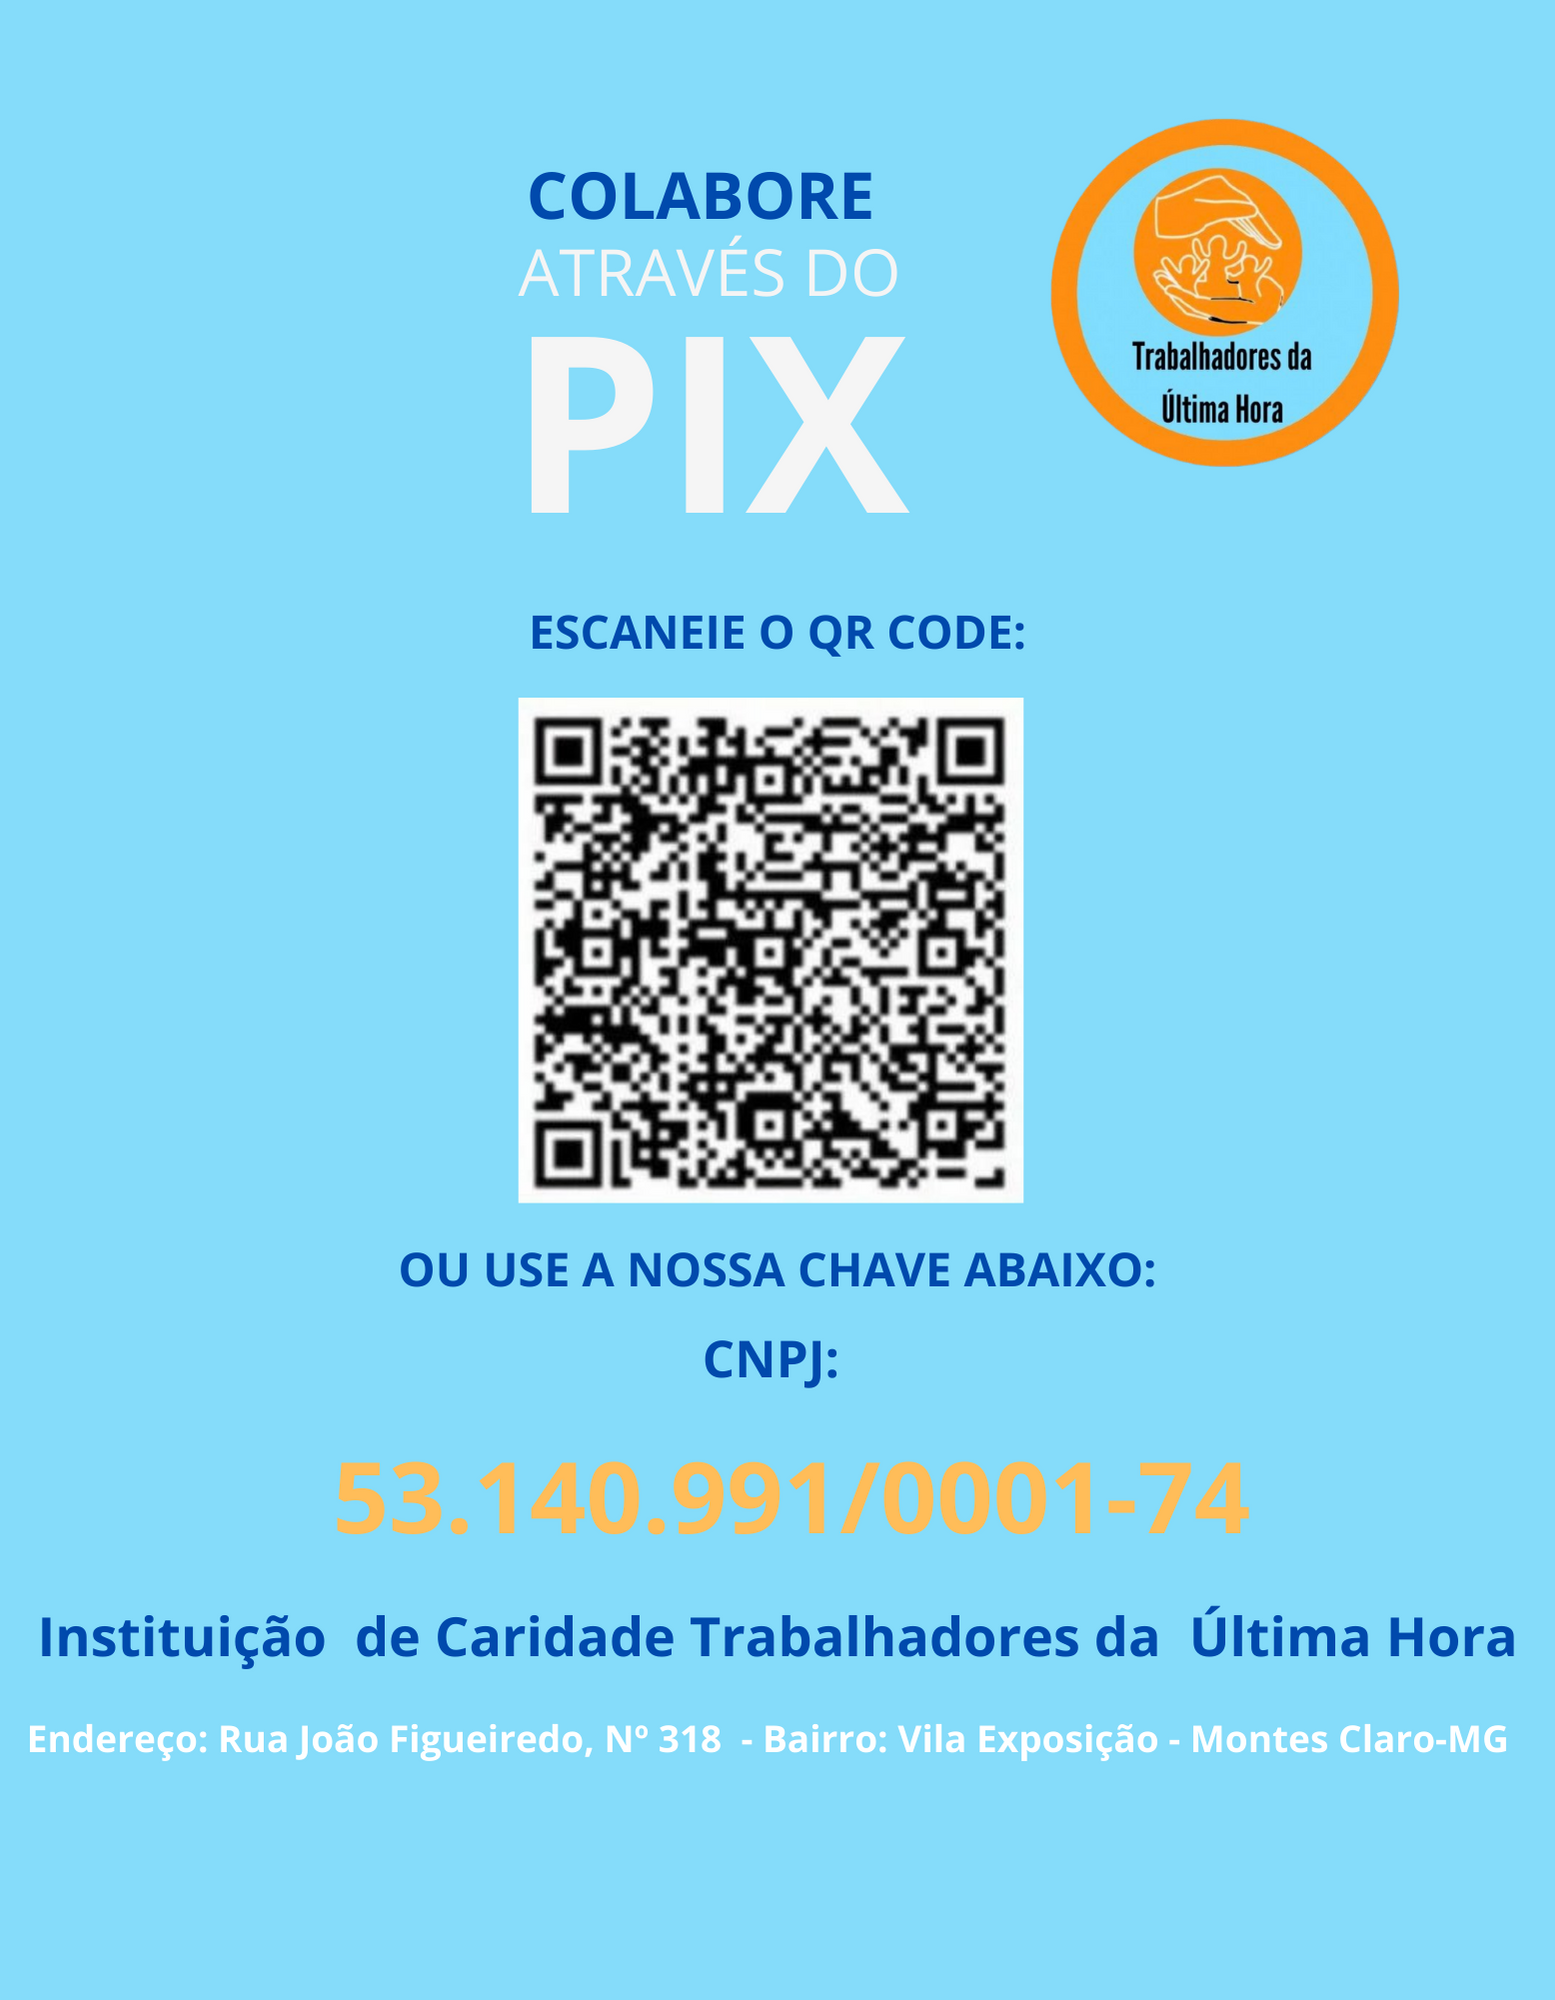 COLABORE
ATRAVÉS DO
PIX
Trabalhadores da
Última Hora
ESCANEIE O QR CODE:
OU USE A NOSSA CHAVE ABAIXO:
CNPJ:
53.140.991/0001-74
Instituição de Caridade Trabalhadores da Última Hora
Endereço: Rua João Figueiredo, Nº 318 - Bairro: Vila Exposição - Montes Claro-MG